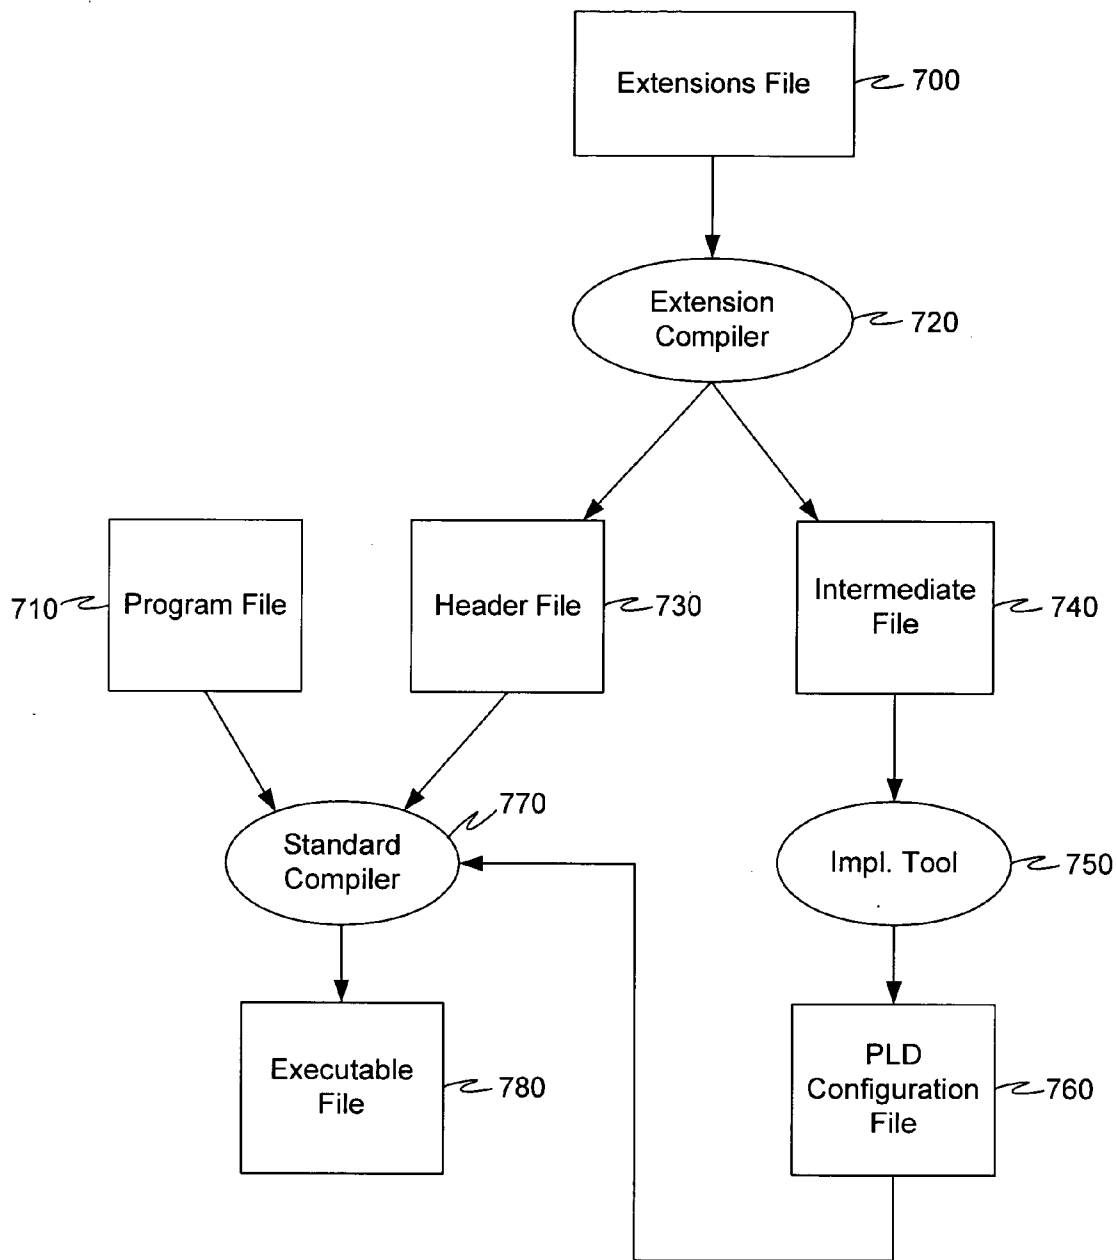 Extensions File
700
Extension
Compiler
720
710
Program File
Header File
730
Intermediate
File
740
770
Standard
Compiler
Impl. Tool
750
Executable
File
780
PLD
Configuration
File
760